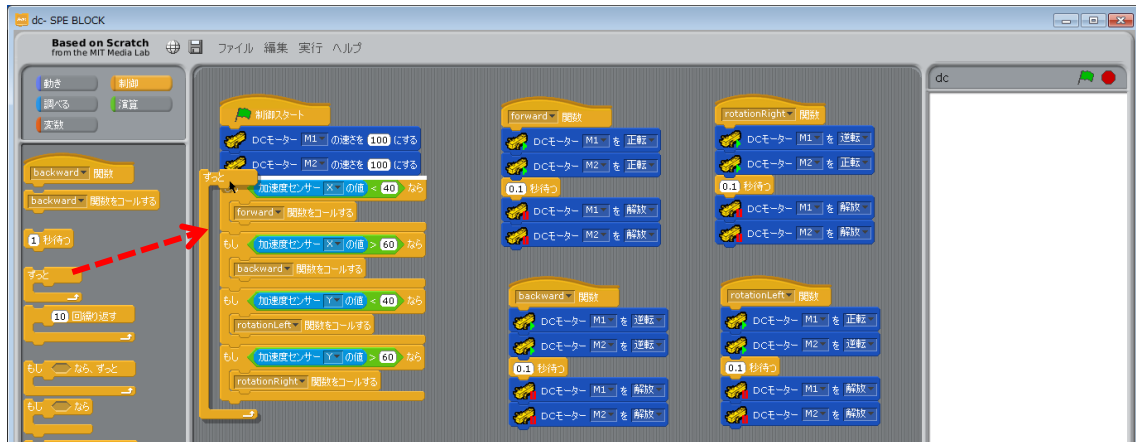 dc- SPE BLOCK
Based on Scratch
from the MIT Media Lab
ファイル 編集 実行 ヘルプ
動き 制御
調べる 演算
変数
backward 関数
backward 関数をコールする
1 秒待つ
ずっと
10 回繰り返す
もし なら、ずっと
もし なら
制御スタート
DCモーター M1 の速さを 100 にする
DCモーター M2 の速さを 100 にする
ずっと
加速度センサー X の値 < 40 なら
forward 関数をコールする
もし 加速度センサー X の値 > 60 なら
backward 関数をコールする
もし 加速度センサー Y の値 < 40 なら
rotationLeft 関数をコールする
もし 加速度センサー Y の値 > 60 なら
rotationRight 関数をコールする
forward 関数
DCモーター M1 を 正転
DCモーター M2 を 正転
0.1 秒待つ
DCモーター M1 を 解放
DCモーター M2 を 解放
rotationRight 関数
DCモーター M1 を 逆転
DCモーター M2 を 正転
0.1 秒待つ
DCモーター M1 を 解放
DCモーター M2 を 解放
backward 関数
DCモーター M1 を 逆転
DCモーター M2 を 逆転
0.1 秒待つ
DCモーター M1 を 解放
DCモーター M2 を 解放
rotationLeft 関数
DCモーター M1 を 正転
DCモーター M2 を 逆転
0.1 秒待つ
DCモーター M1 を 解放
DCモーター M2 を 解放
dc